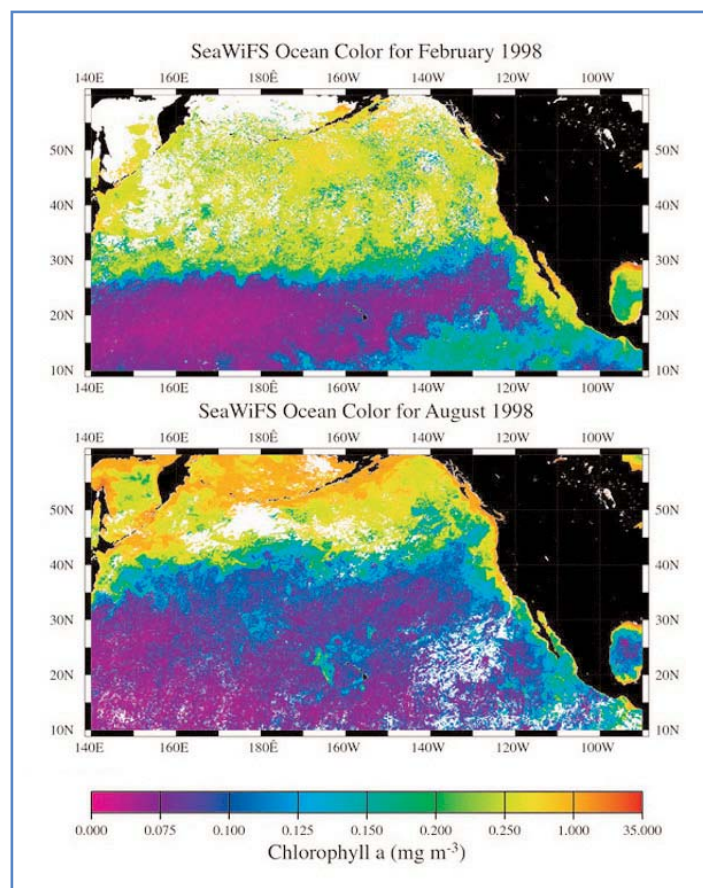 SeaWiFS Ocean Color for February 1998
140E 160E 180Ê 160W 140W 120W 100W
50N 50N
40N 40N
30N 30N
20N 20N
10N 10N
140E 160E 180Ê 160W 140W 120W 100W
SeaWiFS Ocean Color for August 1998
140E 160E 180Ê 160W 140W 120W 100W
50N 50N
40N 40N
30N 30N
20N 20N
10N 10N
140E 160E 180Ê 160W 140W 120W 100W
0.000 0.075 0.100 0.125 0.150 0.200 0.250 1.000 35.000
Chlorophyll a (mg m⁻³)